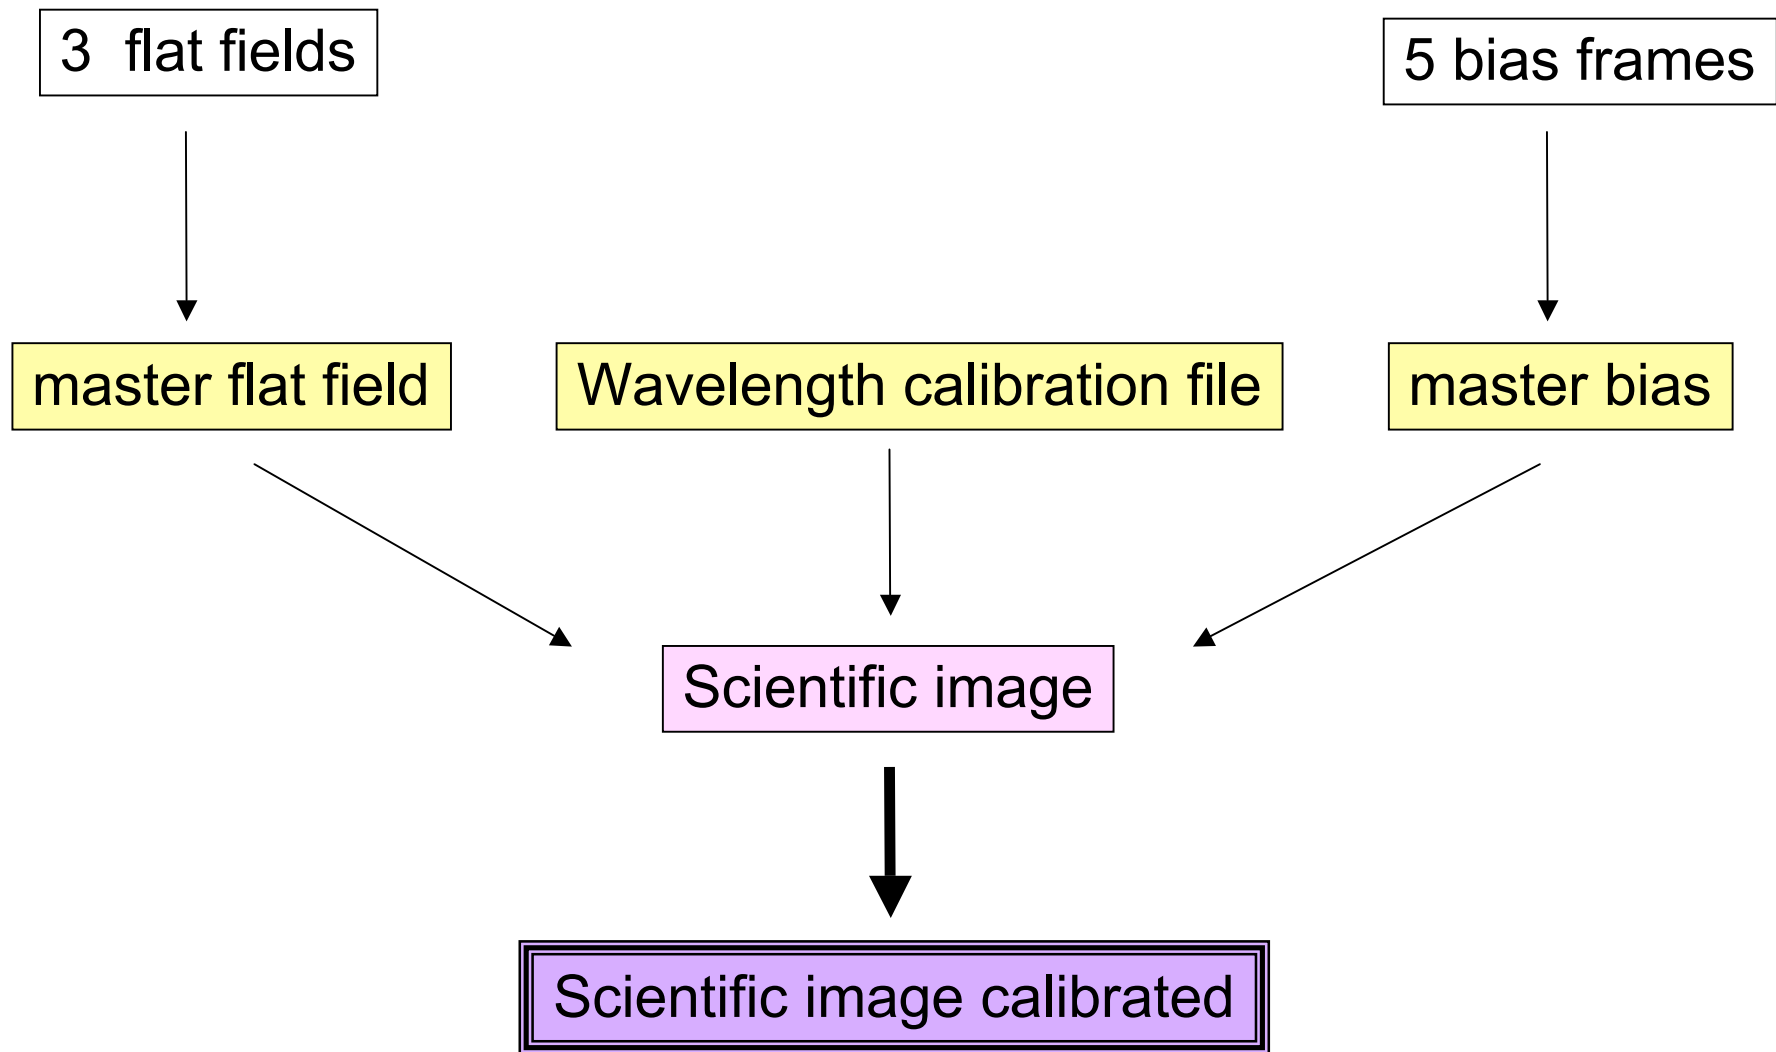 3  flat fields
5 bias frames
master flat field
Wavelength calibration file
master bias
Scientific image
Scientific image calibrated